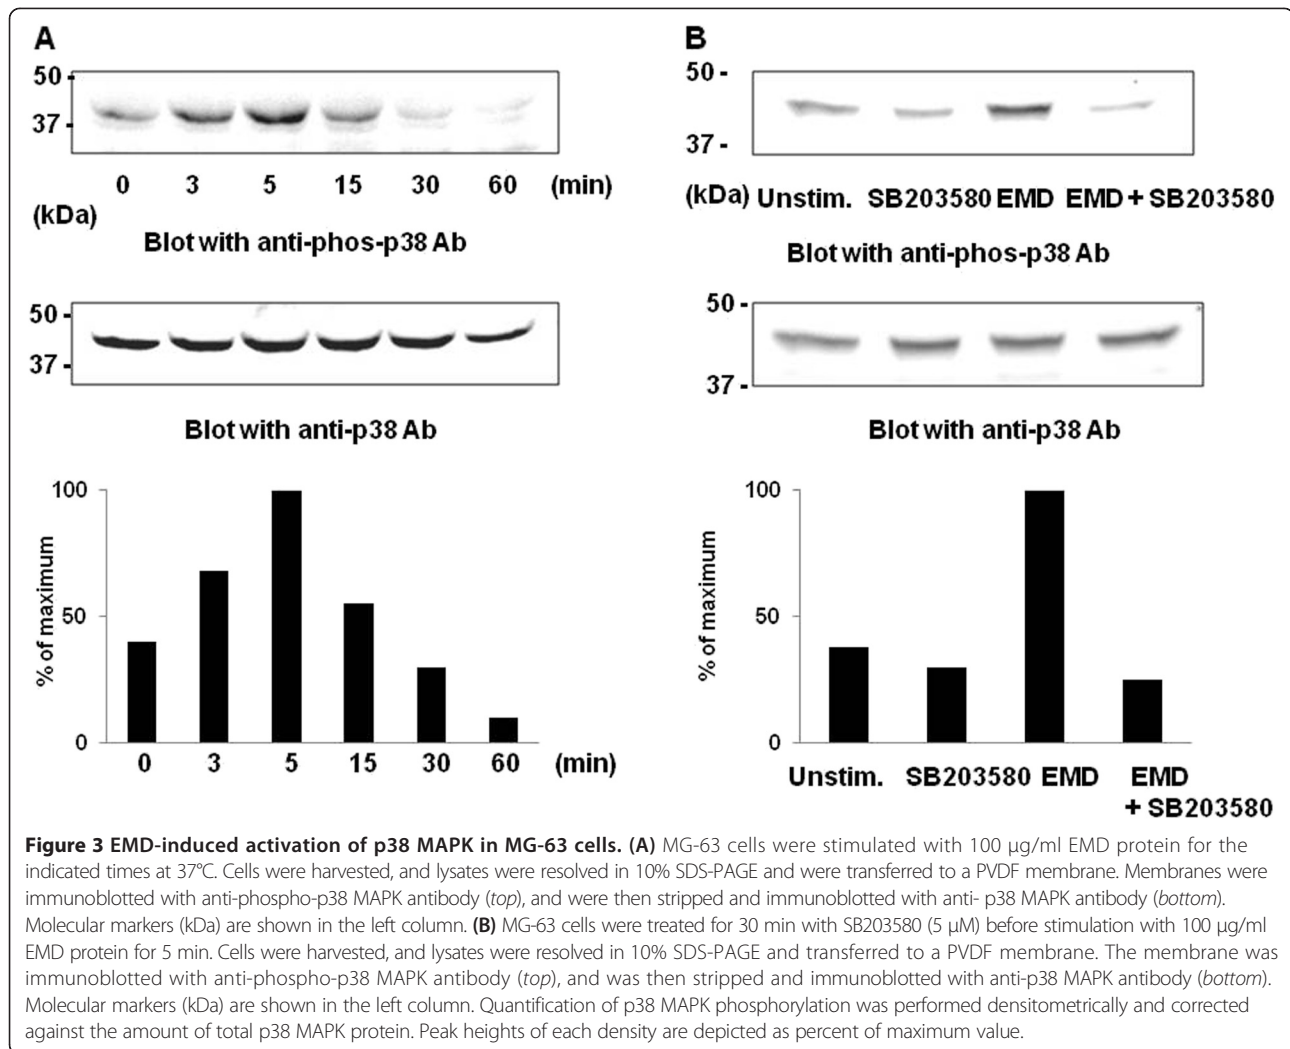 A
50 -
37 -
0 3 5 15 30 60 (min)
(kDa)
Blot with anti-phos-p38 Ab
50 -
37 -
Blot with anti-p38 Ab
% of maximum
100
50
0
0 3 5 15 30 60 (min)
B
50 -
37 -
(kDa) Unstim. SB203580 EMD EMD + SB203580
Blot with anti-phos-p38 Ab
50 -
37 -
Blot with anti-p38 Ab
% of maximum
100
50
0
Unstim. SB203580 EMD EMD
+ SB203580
Figure 3 EMD-induced activation of p38 MAPK in MG-63 cells. (A) MG-63 cells were stimulated with 100 μg/ml EMD protein for the
indicated times at 37°C. Cells were harvested, and lysates were resolved in 10% SDS-PAGE and were transferred to a PVDF membrane. Membranes were
immunoblotted with anti-phospho-p38 MAPK antibody (top), and were then stripped and immunoblotted with anti- p38 MAPK antibody (bottom).
Molecular markers (kDa) are shown in the left column. (B) MG-63 cells were treated for 30 min with SB203580 (5 μM) before stimulation with 100 μg/ml
EMD protein for 5 min. Cells were harvested, and lysates were resolved in 10% SDS-PAGE and transferred to a PVDF membrane. The membrane was
immunoblotted with anti-phospho-p38 MAPK antibody (top), and was then stripped and immunoblotted with anti-p38 MAPK antibody (bottom).
Molecular markers (kDa) are shown in the left column. Quantification of p38 MAPK phosphorylation was performed densitometrically and corrected
against the amount of total p38 MAPK protein. Peak heights of each density are depicted as percent of maximum value.